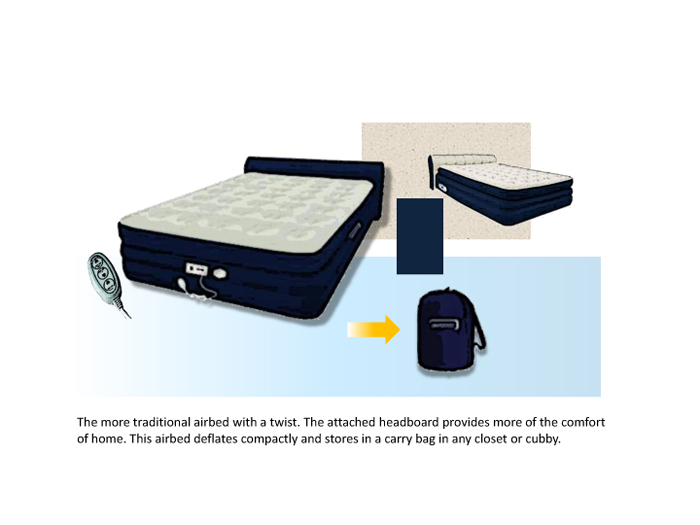 The more traditional airbed with a twist. The attached headboard provides more of the comfort
of home. This airbed deflates compactly and stores in a carry bag in any closet or cubby.